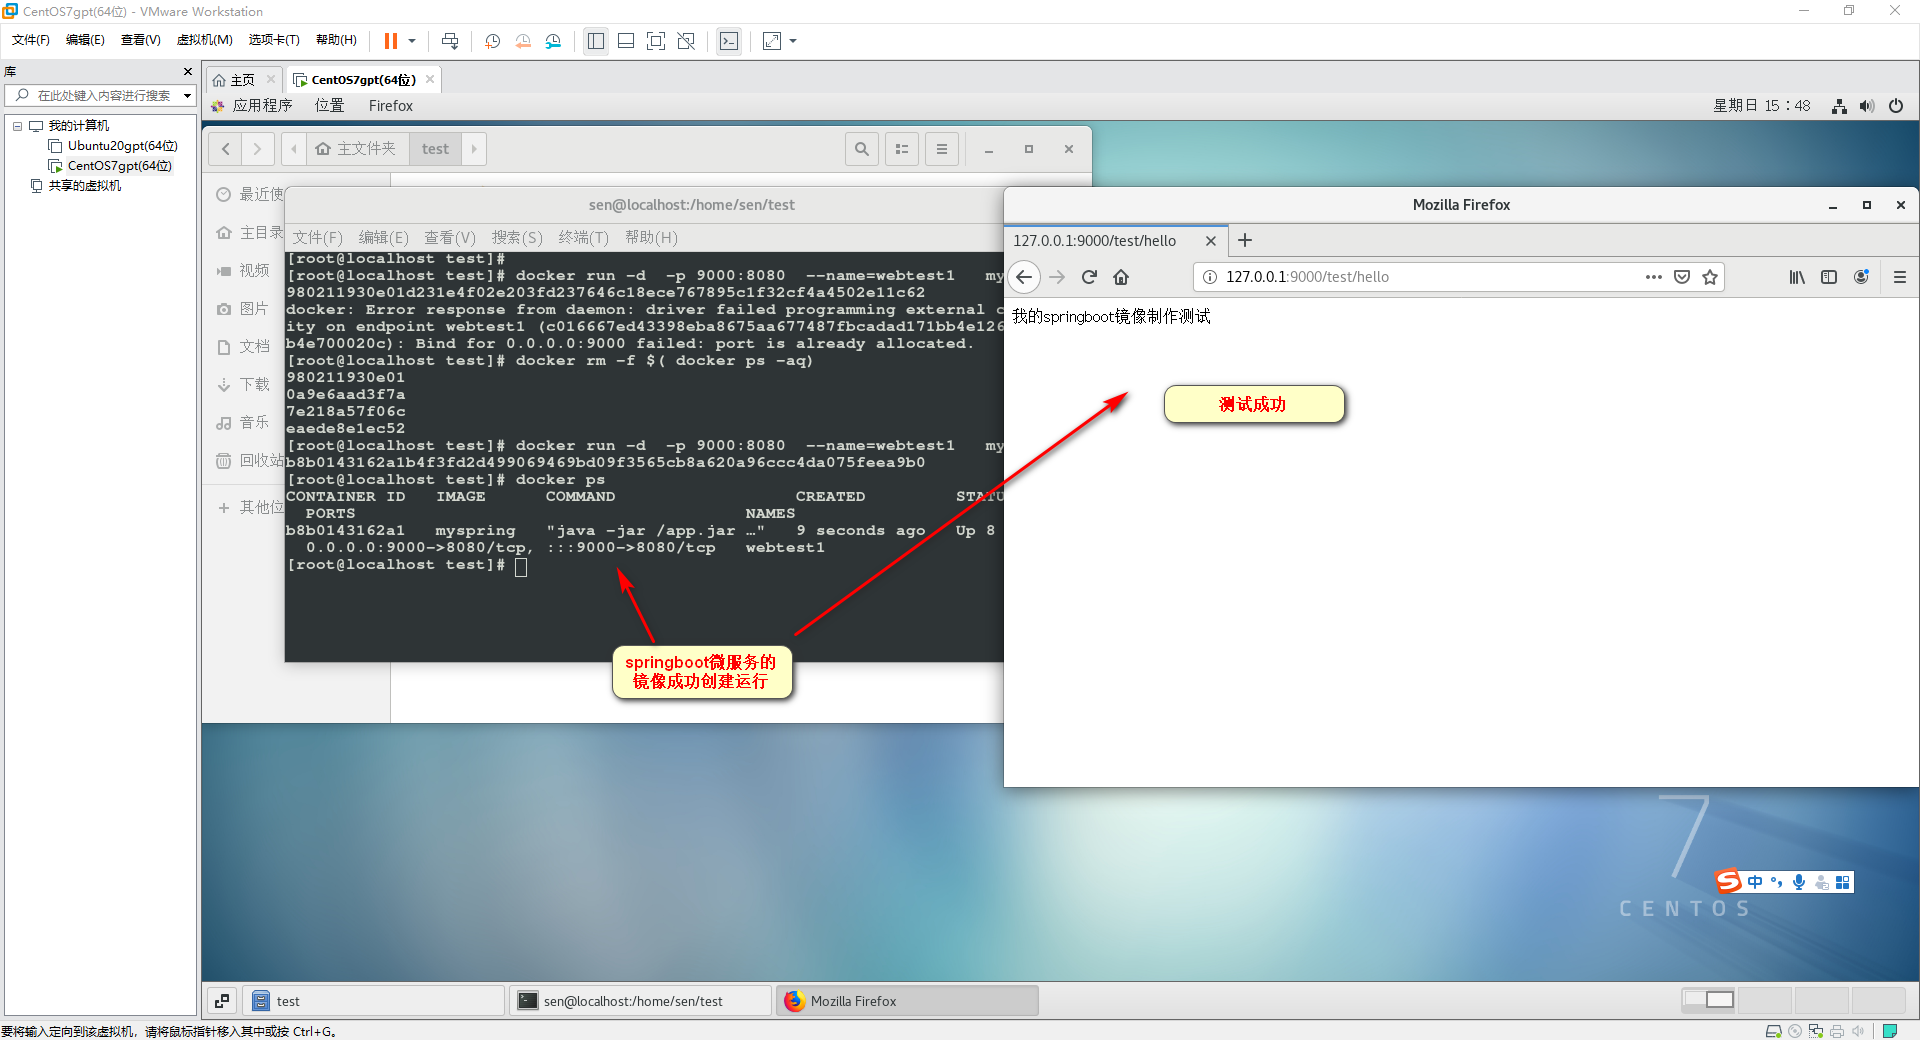 CentOS7gpt(64位) - VMware Workstation
文件(F) 编辑(E) 查看(V) 虚拟机(M) 选项卡(T) 帮助(H)
库
在此处键入内容进行搜索
我的计算机
Ubuntu20gpt(64位)
CentOS7gpt(64位)
共享的虚拟机
主页 CentOS7gpt(64位)
应用程序 位置 Firefox 星期日 15:48
主文件夹 test
最近使
主目录
视频
图片
文档
下载
音乐
回收站
其他位
sen@localhost:/home/sen/test
文件(F) 编辑(E) 查看(V) 搜索(S) 终端(T) 帮助(H)
[root@localhost test]#
[root@localhost test]# docker run -d  -p 9000:8080  --name=webtest1   my
980211930e01d231e4f02e203fd237646c18ece767895c1f32cf4a4502e11c62
docker: Error response from daemon: driver failed programming external c
ity on endpoint webtest1 (c016667ed43398eba8675aa677487fbcadad171bb4e126
b4e700020c): Bind for 0.0.0.0:9000 failed: port is already allocated.
[root@localhost test]# docker rm -f $( docker ps -aq)
980211930e01
0a9e6aad3f7a
7e218a57f06c
eaede8e1ec52
[root@localhost test]# docker run -d  -p 9000:8080  --name=webtest1   my
b8b0143162a1b4f3fd2d499069469bd09f3565cb8a620a96ccc4da075feea9b0
[root@localhost test]# docker ps
CONTAINER ID   IMAGE      COMMAND                  CREATED         STATU
  PORTS                                       NAMES
b8b0143162a1   myspring   "java -jar /app.jar …"   9 seconds ago   Up 8
  0.0.0.0:9000->8080/tcp, :::9000->8080/tcp   webtest1
[root@localhost test]#
springboot微服务的
镜像成功创建运行
Mozilla Firefox
127.0.0.1:9000/test/hello
127.0.0.1:9000/test/hello
我的springboot镜像制作测试
测试成功
7
CENTOS
中
test sen@localhost:/home/sen/test Mozilla Firefox
要将输入定向到该虚拟机，请将鼠标指针移入其中或按 Ctrl+G。